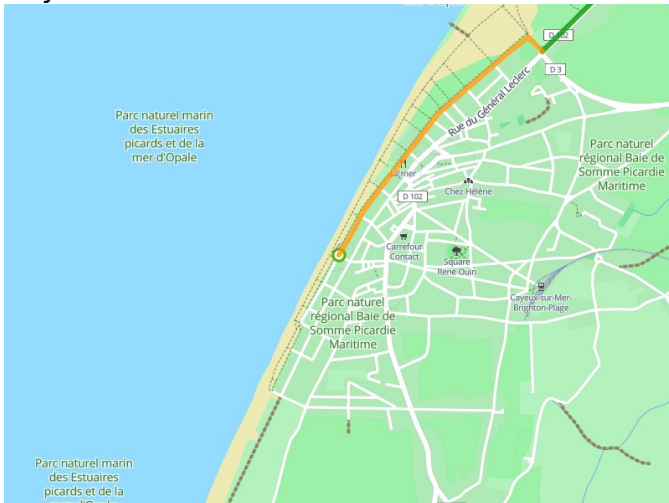 D 102
D 3
Rue du Général Leclerc
Parc naturel marin
des Estuaires
picards et de la
mer d'Opale
Parc naturel
régional Baie de
Somme Picardie
Maritime
Chez Hélène
D 102
Carrefour
Contact
Square
René Ouin
Cayeux-sur-Mer-
Brighton-Plage
Parc naturel
régional Baie de
Somme Picardie
Maritime
Parc naturel marin
des Estuaires
picards et de la